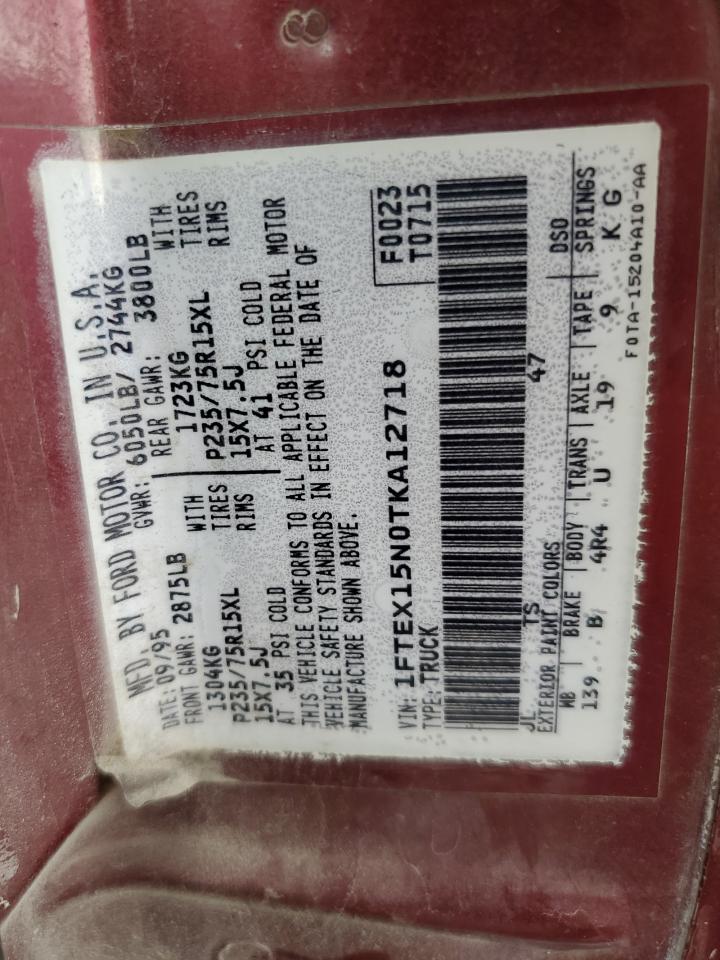 MFD. BY FORD MOTOR CO. IN U.S.A.
DATE: 09/95 GVWR: 6050LB/ 2744KG
FRONT GAWR: 2875LB REAR GAWR: 3800LB
1304KG WITH 1723KG WITH
P235/75R15XL TIRES P235/75R15XL TIRES
15X7.5J RIMS 15X7.5J RIMS
AT 35 PSI COLD AT 41 PSI COLD
THIS VEHICLE CONFORMS TO ALL APPLICABLE FEDERAL MOTOR
VEHICLE SAFETY STANDARDS IN EFFECT ON THE DATE OF
MANUFACTURE SHOWN ABOVE.
F0023
T0715
VIN: 1FTEX15N0TKA12718
TYPE: TRUCK
JL TS 47
EXTERIOR PAINT COLORS DSO
WB BRAKE BODY TRANS AXLE TAPE SPRINGS
139 B 4R4 U 19 9 K G
F0TA-15204A10-AA